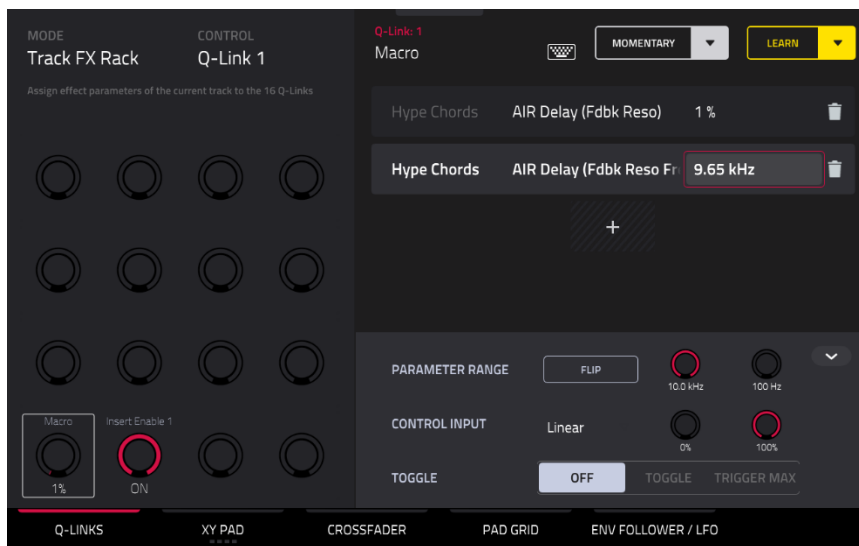 MODE
Track FX Rack
CONTROL
Q-Link 1
Assign effect parameters of the current track to the 16 Q-Links
Macro
1%
Insert Enable 1
ON
Q-Link: 1
Macro
MOMENTARY
LEARN
Hype Chords AIR Delay (Fdbk Reso) 1 %
Hype Chords AIR Delay (Fdbk Reso Fr 9.65 kHz
+
PARAMETER RANGE FLIP 10.0 kHz 100 Hz
CONTROL INPUT Linear 0% 100%
TOGGLE OFF TOGGLE TRIGGER MAX
Q-LINKS XY PAD CROSSFADER PAD GRID ENV FOLLOWER / LFO